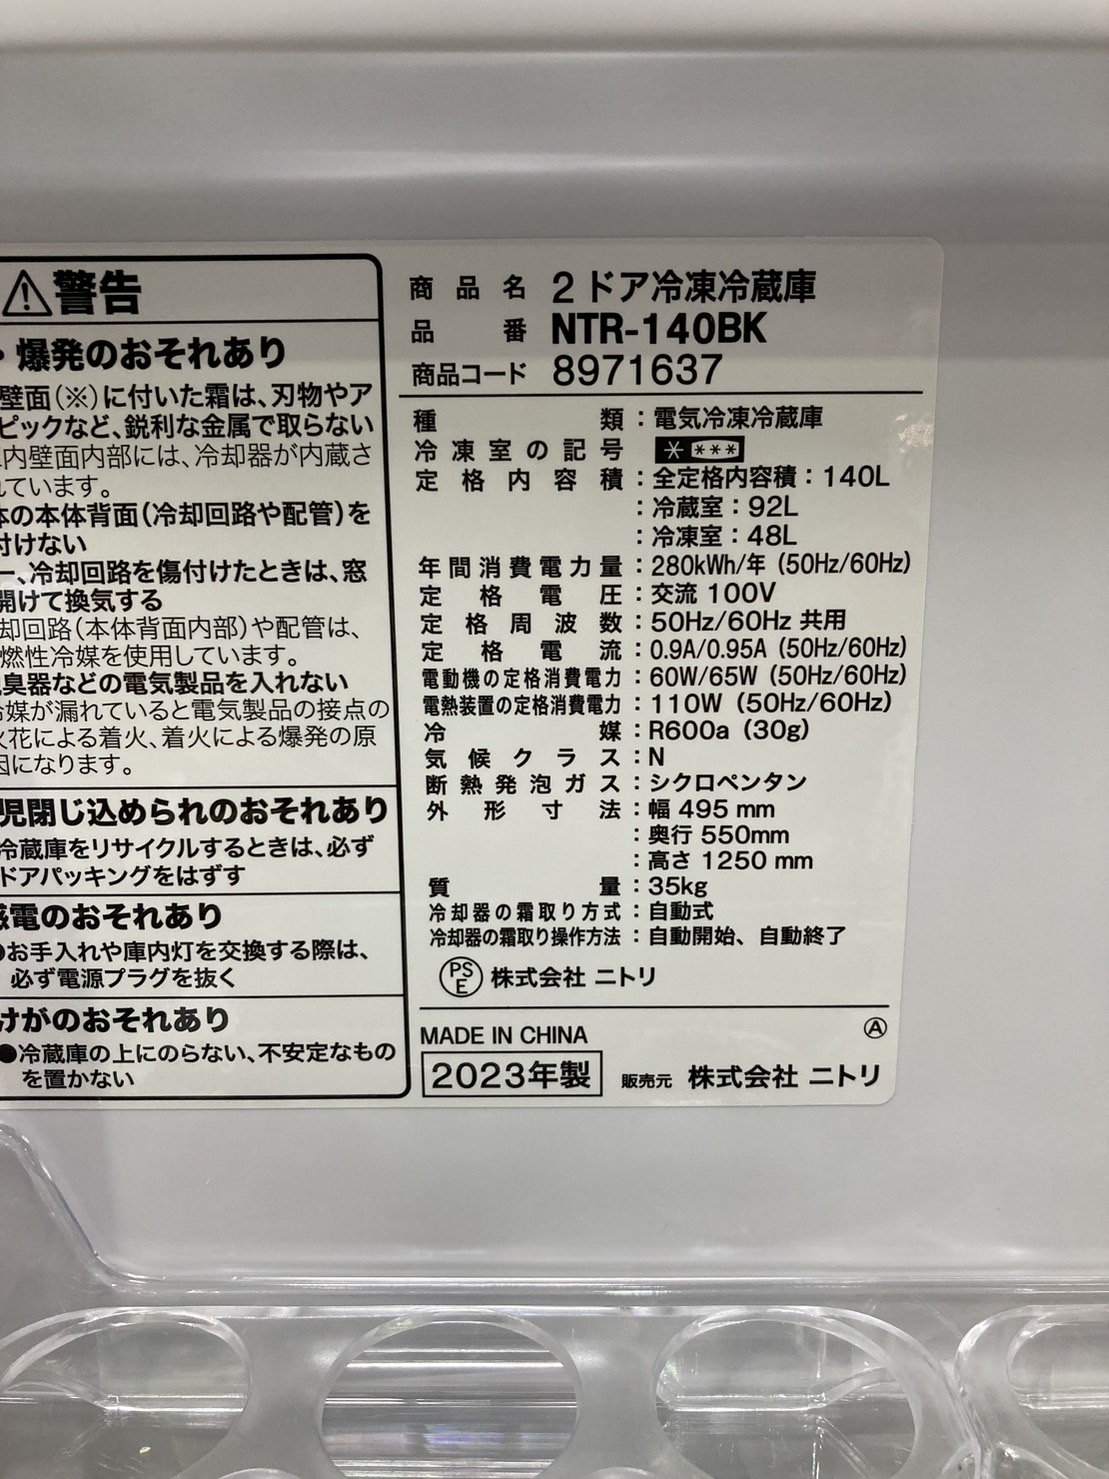 警告
・爆発のおそれあり
壁面(※)に付いた霜は、刃物やア
ピックなど、鋭利な金属で取らない
内壁面内部には、冷却器が内蔵さ
れています。
体の本体背面(冷却回路や配管)を
付けない
一、冷却回路を傷付けたときは、窓
開けて換気する
却回路(本体背面内部)や配管は、
燃性冷媒を使用しています。
臭器などの電気製品を入れない
冷媒が漏れていると電気製品の接点の
火花による着火、着火による爆発の原
因になります。
児閉じ込められのおそれあり
冷蔵庫をリサイクルするときは、必ず
ドアパッキングをはずす
感電のおそれあり
のお手入れや庫内灯を交換する際は、
必ず電源プラグを抜く
けがのおそれあり
●冷蔵庫の上にのらない、不安定なもの
を置かない
商品名 2ドア冷凍冷蔵庫
品番 NTR-140BK
商品コード 8971637
種類:電気冷凍冷蔵庫
冷凍室の記号
定格内容積:全定格内容積:140L
:冷蔵室:92L
:冷凍室:48L
年間消費電力量:280kWh/年(50Hz/60Hz)
定格電圧:交流 100V
定格周波数:50Hz/60Hz 共用
定格電流:0.9A/0.95A(50Hz/60Hz)
電動機の定格消費電力:60W/65W(50Hz/60Hz)
電熱装置の定格消費電力:110W(50Hz/60Hz)
冷媒:R600a(30g)
気候クラス:N
断熱発泡ガス:シクロペンタン
外形寸法:幅 495 mm
:奥行 550mm
:高さ 1250 mm
質量:35kg
冷却器の霜取り方式:自動式
冷却器の霜取り操作方法:自動開始、自動終了
PSE 株式会社 ニトリ
MADE IN CHINA Ⓐ
2023年製 販売元 株式会社 ニトリ